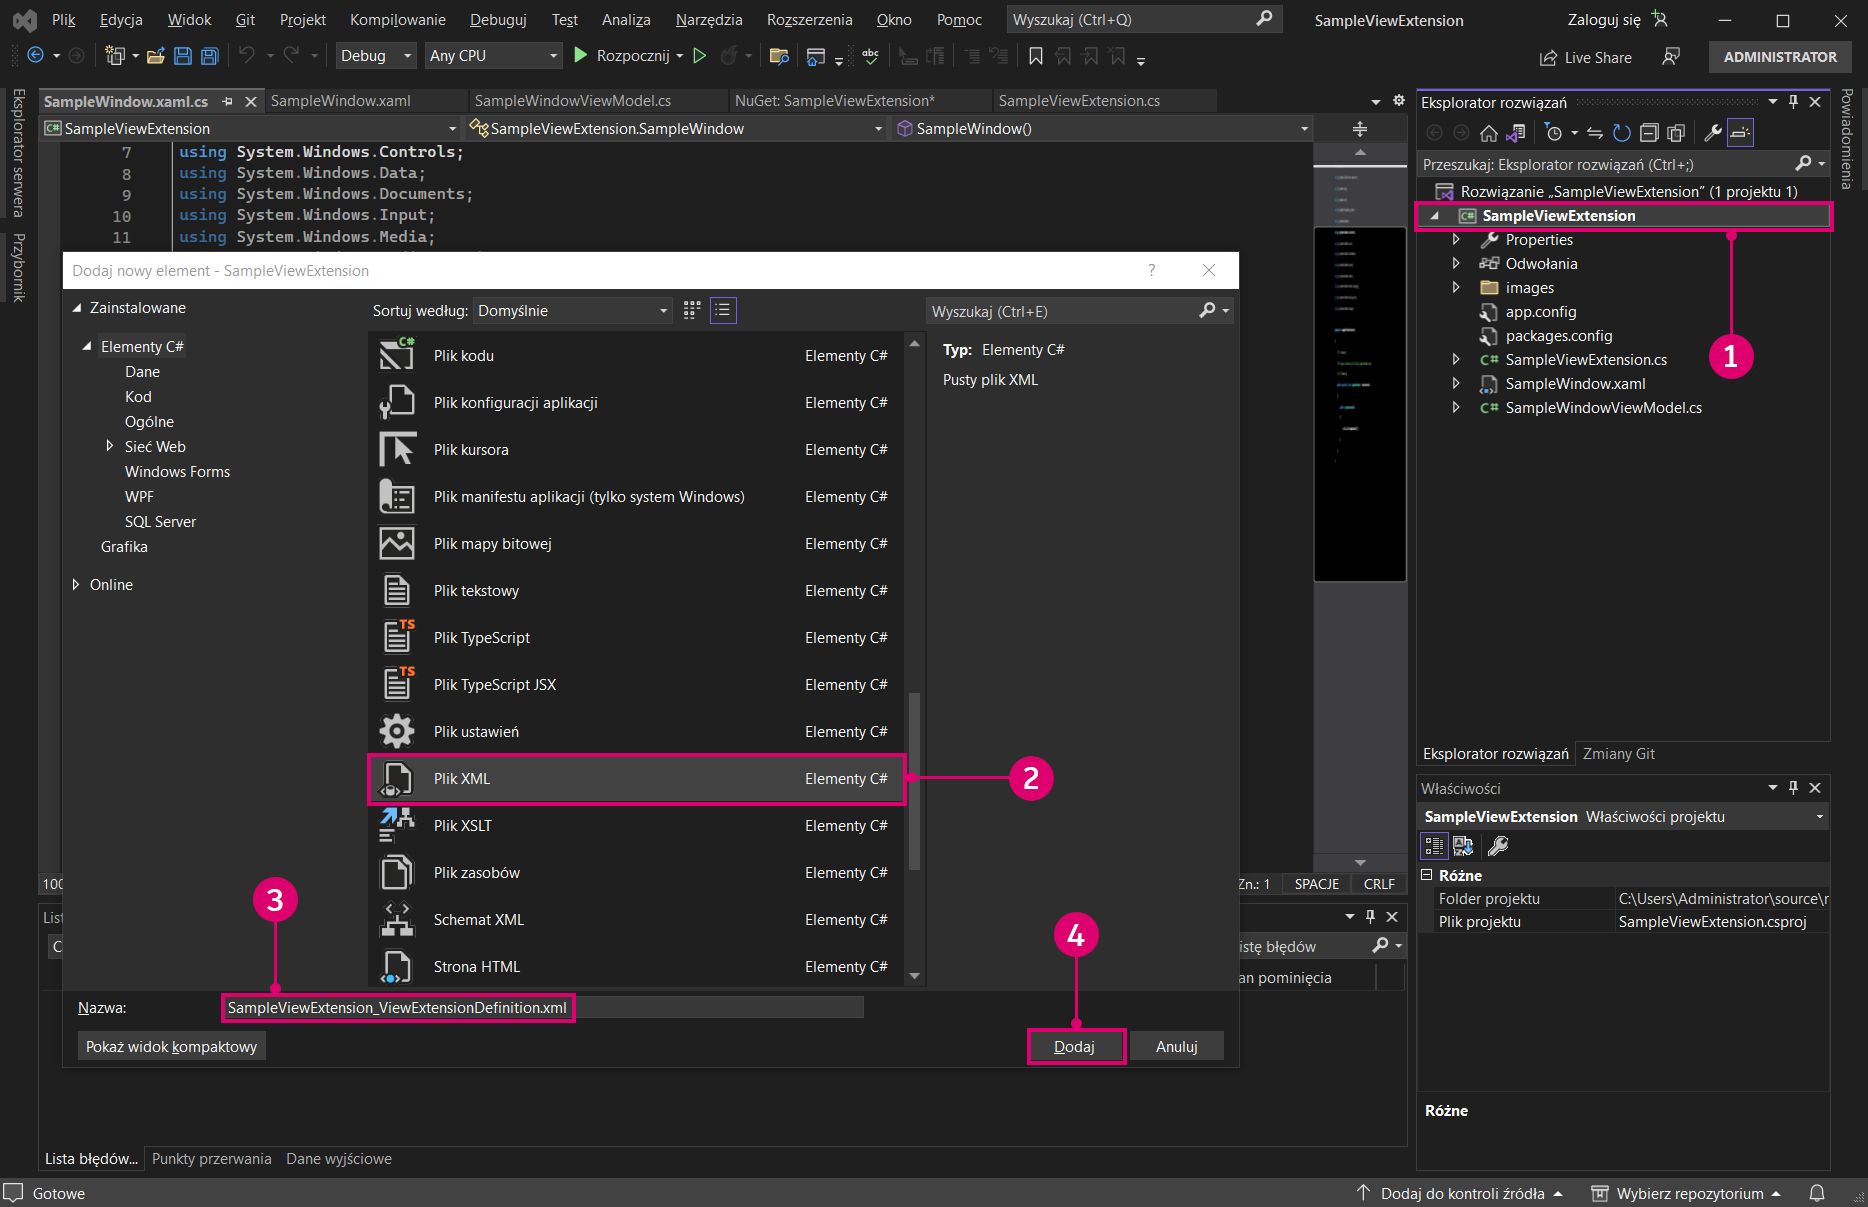 Plik Edycja Widok Git Projekt Kompilowanie Debuguj Test Analiza Narzędzia Rozszerzenia Okno Pomoc Wyszukaj (Ctrl+Q) SampleViewExtension Zaloguj się
Debug Any CPU Rozpocznij abc Live Share ADMINISTRATOR
Eksplorator serwera
Przybornik
SampleWindow.xaml.cs SampleWindow.xaml SampleWindowViewModel.cs NuGet: SampleViewExtension* SampleViewExtension.cs
C# SampleViewExtension SampleViewExtension.SampleWindow SampleWindow()
7 using System.Windows.Controls;
8 using System.Windows.Data;
9 using System.Windows.Documents;
10 using System.Windows.Input;
11 using System.Windows.Media;
Dodaj nowy element - SampleViewExtension ?
Zainstalowane
Elementy C#
Dane
Kod
Ogólne
Sieć Web
Windows Forms
WPF
SQL Server
Grafika
Online
Sortuj według: Domyślnie
Wyszukaj (Ctrl+E)
C# Plik kodu Elementy C#
Plik konfiguracji aplikacji Elementy C#
Plik kursora Elementy C#
Plik manifestu aplikacji (tylko system Windows) Elementy C#
Plik mapy bitowej Elementy C#
Plik tekstowy Elementy C#
TS Plik TypeScript Elementy C#
TS Plik TypeScript JSX Elementy C#
Plik ustawień Elementy C#
Plik XML Elementy C#
2
Plik XSLT Elementy C#
Plik zasobów Elementy C#
Schemat XML Elementy C#
Strona HTML Elementy C#
Typ: Elementy C#
Pusty plik XML
3
Nazwa: SampleViewExtension_ViewExtensionDefinition.xml
Pokaż widok kompaktowy
4
Dodaj Anuluj
100
Zn.: 1 SPACJE CRLF
List
C
istę błędów
an pominięcia
Lista błędów... Punkty przerwania Dane wyjściowe
Eksplorator rozwiązań
Przeszukaj: Eksplorator rozwiązań (Ctrl+;)
Rozwiązanie „SampleViewExtension” (1 projektu 1)
C# SampleViewExtension
Properties
Odwołania
images
app.config
packages.config
C# SampleViewExtension.cs
SampleWindow.xaml
C# SampleWindowViewModel.cs
1
Eksplorator rozwiązań Zmiany Git
Właściwości
SampleViewExtension Właściwości projektu
Różne
Folder projektu C:\Users\Administrator\source\r
Plik projektu SampleViewExtension.csproj
Różne
Powiadomienia
Gotowe Dodaj do kontroli źródła Wybierz repozytorium